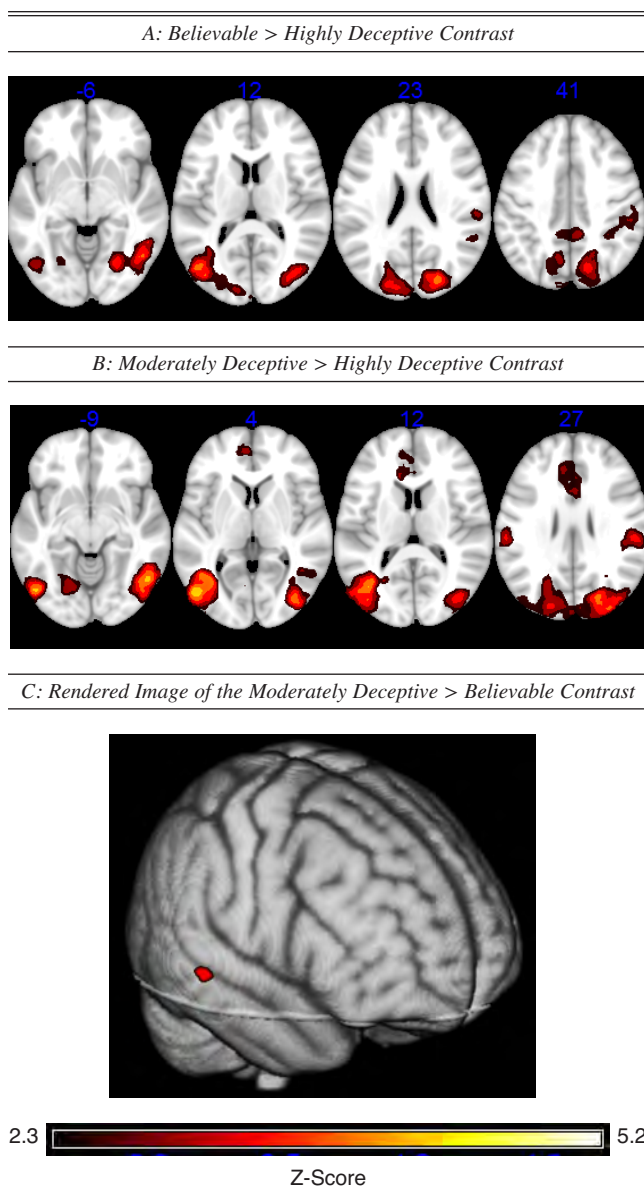 A: Believable > Highly Deceptive Contrast
-6 12 23 41
B: Moderately Deceptive > Highly Deceptive Contrast
-9 4 12 27
C: Rendered Image of the Moderately Deceptive > Believable Contrast
2.3 5.2
Z-Score